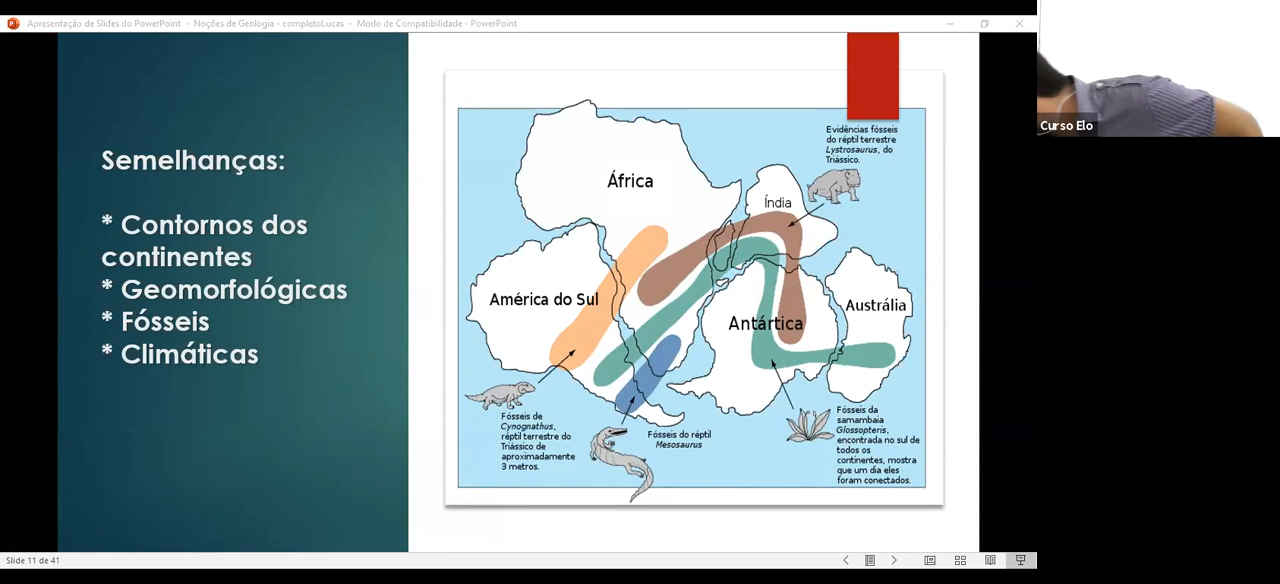 Apresentação de Slides do PowerPoint - Noções de Geologia - completoLucas - Modo de Compatibilidade - PowerPoint
Semelhanças:
* Contornos dos
continentes
* Geomorfológicas
* Fósseis
* Climáticas
África
Índia
América do Sul
Antártica
Austrália
Evidências fósseis
do réptil terrestre
Lystrosaurus, do
Triássico.
Fósseis de
Cynognathus,
réptil terrestre do
Triássico de
aproximadamente
3 metros.
Fósseis do réptil
Mesosaurus
Fósseis da
samambaia
Glossopteris,
encontrada no sul de
todos os
continentes, mostra
que um dia eles
foram conectados.
Curso Elo
Slide 11 de 41